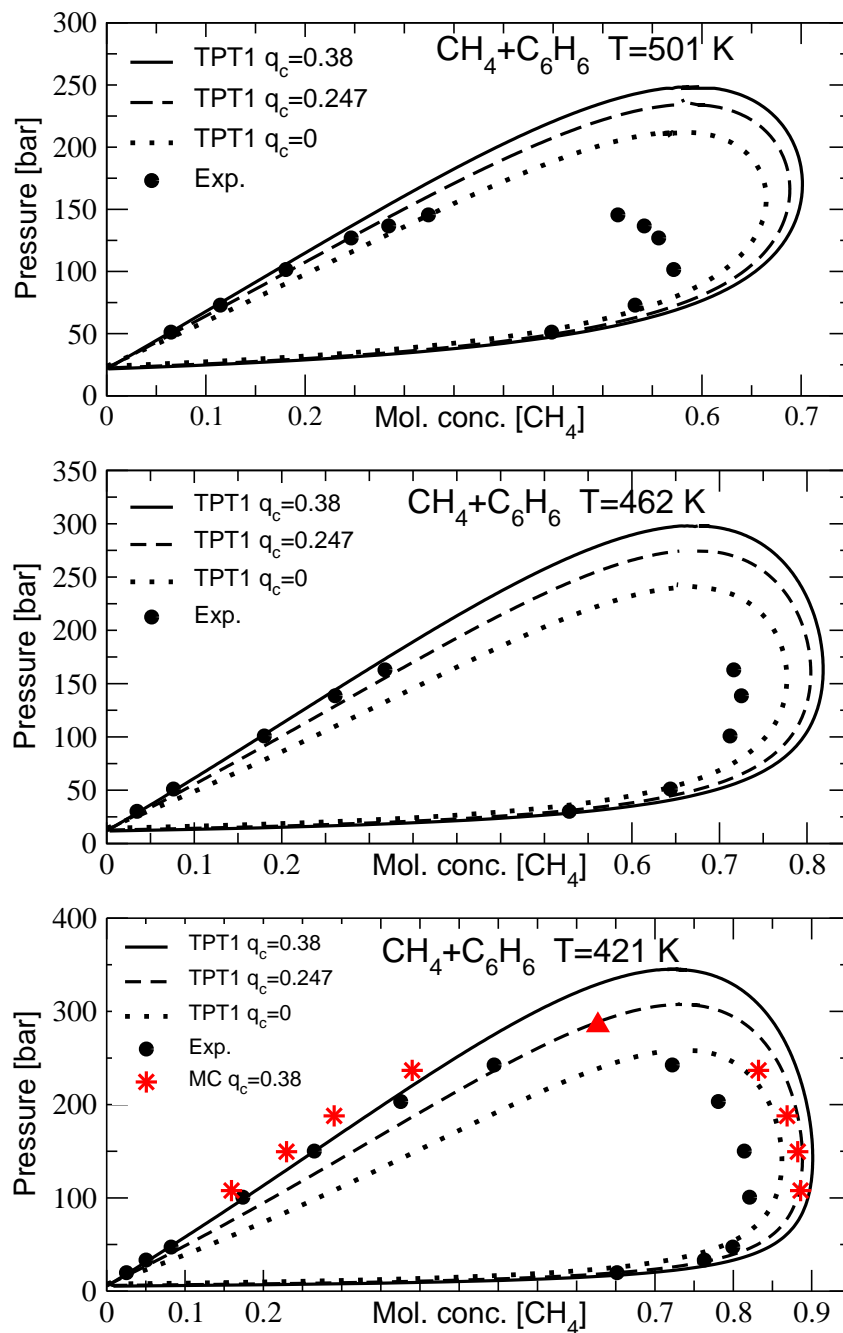 300
250
200
150
100
50
0
Pressure [bar]
TPT1 q_c=0.38
TPT1 q_c=0.247
TPT1 q_c=0
Exp.
CH_4+C_6H_6 T=501 K
0 0.1 0.2 0.6 0.7
Mol. conc. [CH_4]
350
300
250
200
150
100
50
0
Pressure [bar]
TPT1 q_c=0.38
TPT1 q_c=0.247
TPT1 q_c=0
Exp.
CH_4+C_6H_6 T=462 K
0 0.1 0.2 0.6 0.7 0.8
Mol. conc. [CH_4]
400
300
200
100
0
Pressure [bar]
TPT1 q_c=0.38
TPT1 q_c=0.247
TPT1 q_c=0
Exp.
MC q_c=0.38
CH_4+C_6H_6 T=421 K
0 0.1 0.2 0.7 0.8 0.9
Mol. conc. [CH_4]